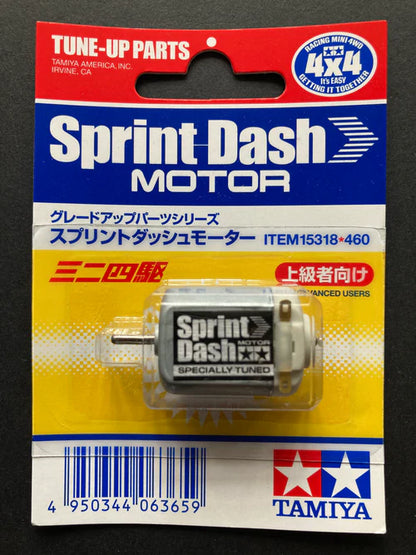 TUNE-UP PARTS
TAMIYA AMERICA, INC.
IRVINE, CA
RACING MINI 4WD
4x4
It's EASY
GETTING IT TOGETHER
Sprint Dash
MOTOR
グレードアップパーツシリーズ
スプリントダッシュモーター ITEM 15318★460
ミニ四駆
上級者向け
ADVANCED USERS
Sprint
Dash
MOTOR
SPECIALLY TUNED
4 950344 063659
TAMIYA